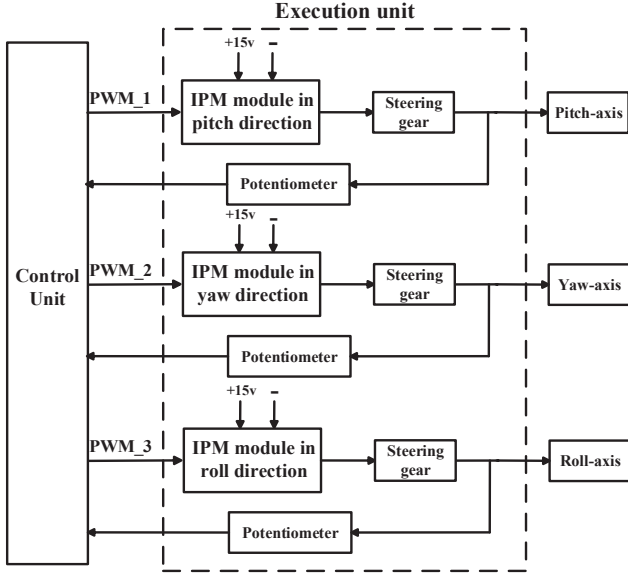 Execution unit
+15v −
PWM_1
IPM module in
pitch direction
Steering
gear
Pitch-axis
Potentiometer
+15v −
Control
Unit
PWM_2
IPM module in
yaw direction
Steering
gear
Yaw-axis
Potentiometer
+15v −
PWM_3
IPM module in
roll direction
Steering
gear
Roll-axis
Potentiometer